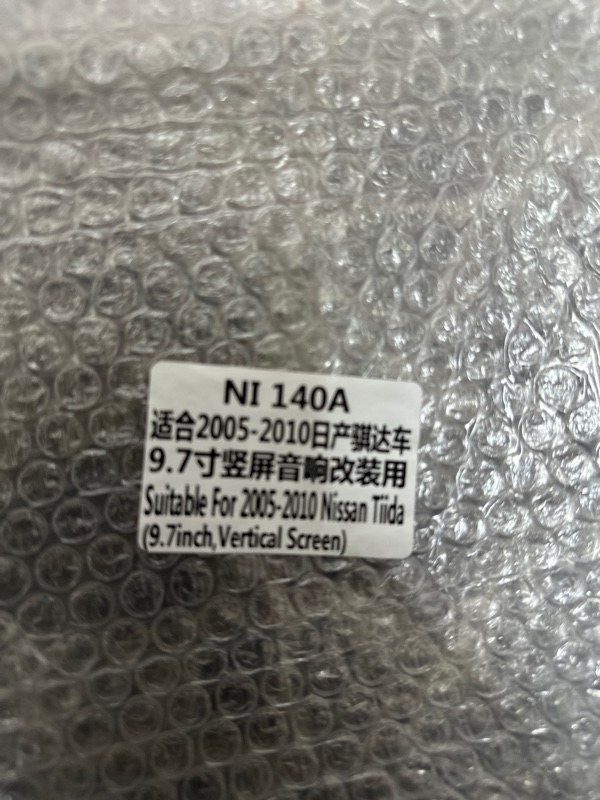 NI 140A
适合2005-2010日产骐达车
9.7寸竖屏音响改装用
Suitable For 2005-2010 Nissan Tiida
(9.7inch,Vertical Screen)